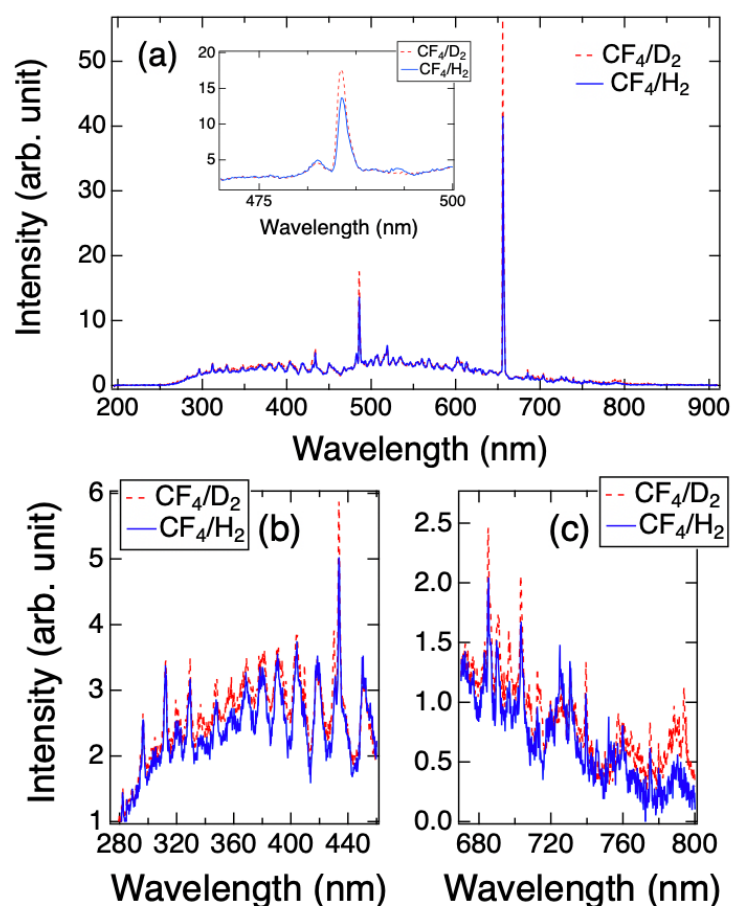 (a)
20
15
10
5
475
500
Wavelength (nm)
CF₄/D₂
CF₄/H₂
CF₄/D₂
CF₄/H₂
50
40
30
20
10
0
Intensity (arb. unit)
200 300 400 500 600 700 800 900
Wavelength (nm)
CF₄/D₂
CF₄/H₂
(b)
6
5
4
3
2
1
Intensity (arb. unit)
280 320 360 400 440
Wavelength (nm)
CF₄/D₂
CF₄/H₂
(c)
2.5
2.0
1.5
1.0
0.5
0.0
680 720 760 800
Wavelength (nm)